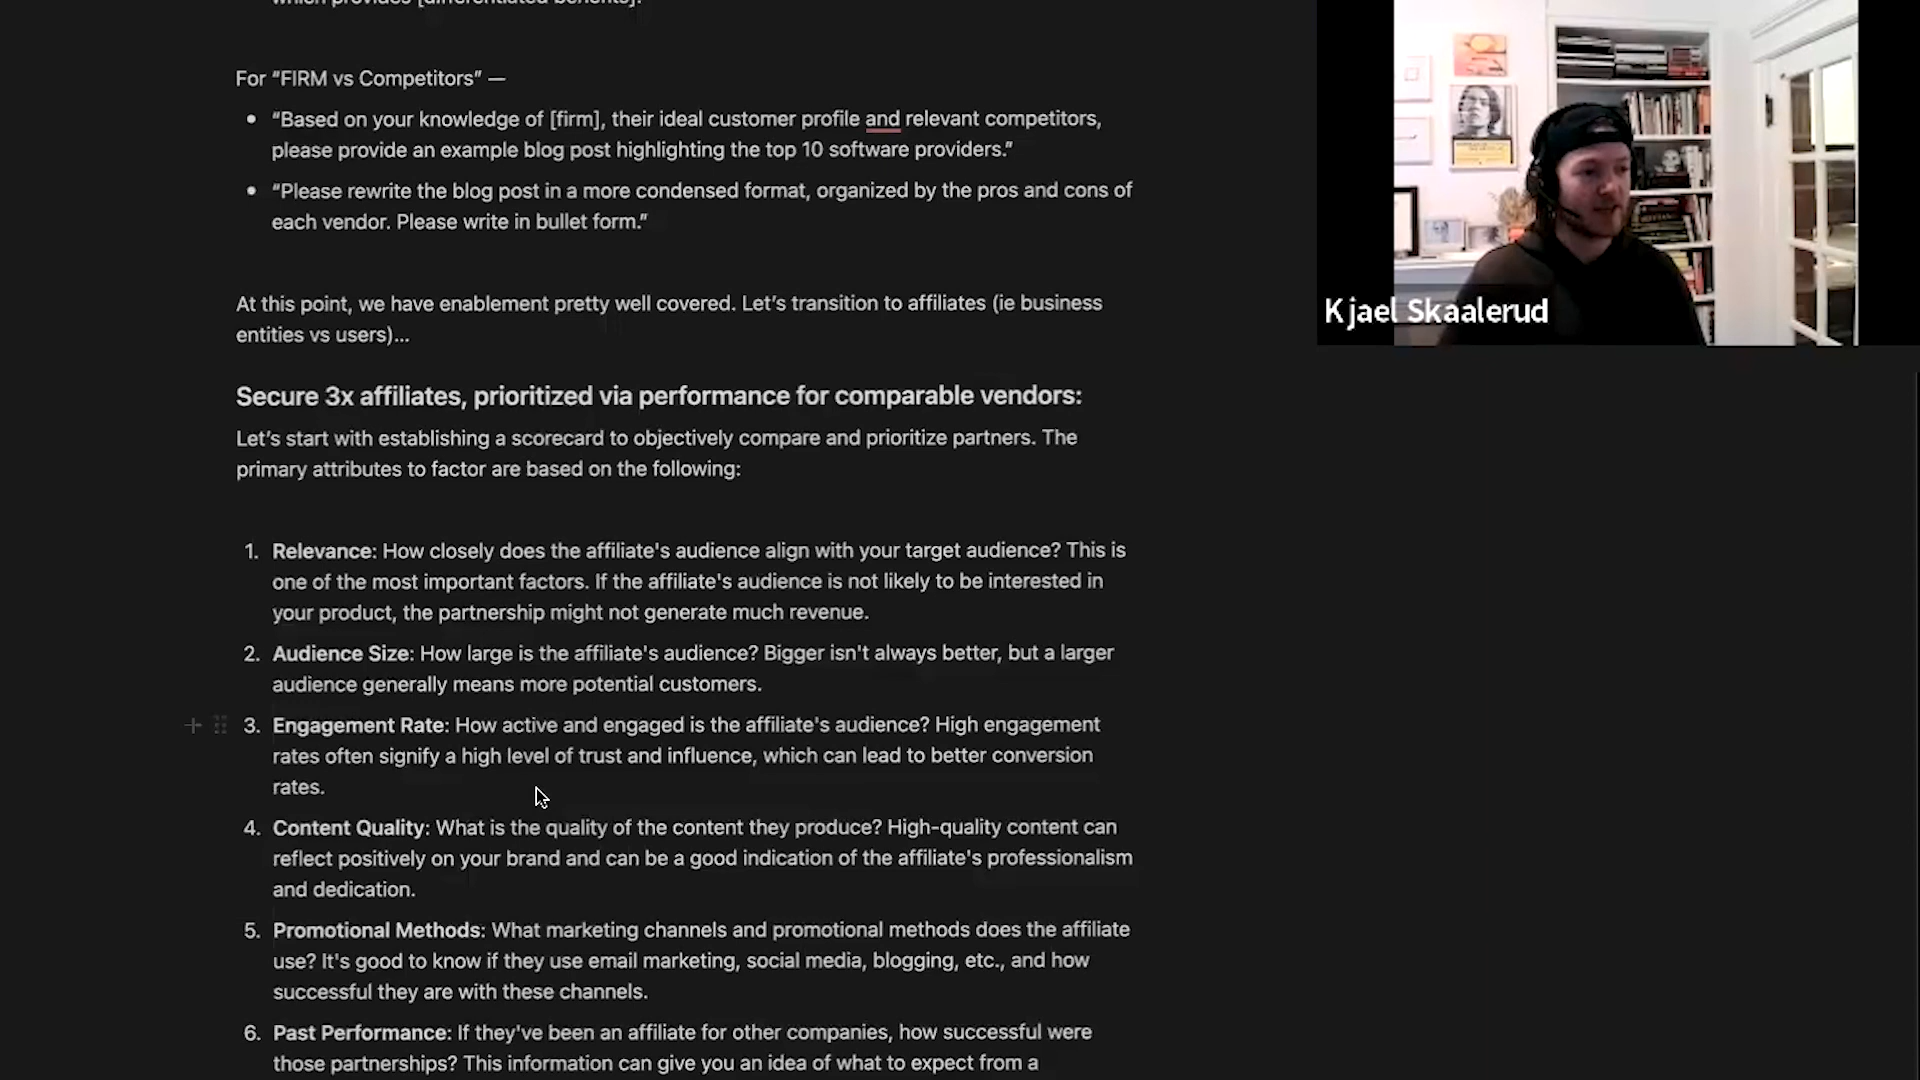 which provides [differentiated benefits].
For “FIRM vs Competitors” —
• “Based on your knowledge of [firm], their ideal customer profile and relevant competitors,
please provide an example blog post highlighting the top 10 software providers.”
• “Please rewrite the blog post in a more condensed format, organized by the pros and cons of
each vendor. Please write in bullet form.”
At this point, we have enablement pretty well covered. Let’s transition to affiliates (ie business
entities vs users)...
Secure 3x affiliates, prioritized via performance for comparable vendors:
Let’s start with establishing a scorecard to objectively compare and prioritize partners. The
primary attributes to factor are based on the following:
1. Relevance: How closely does the affiliate's audience align with your target audience? This is
one of the most important factors. If the affiliate's audience is not likely to be interested in
your product, the partnership might not generate much revenue.
2. Audience Size: How large is the affiliate's audience? Bigger isn't always better, but a larger
audience generally means more potential customers.
3. Engagement Rate: How active and engaged is the affiliate's audience? High engagement
rates often signify a high level of trust and influence, which can lead to better conversion
rates.
4. Content Quality: What is the quality of the content they produce? High-quality content can
reflect positively on your brand and can be a good indication of the affiliate's professionalism
and dedication.
5. Promotional Methods: What marketing channels and promotional methods does the affiliate
use? It's good to know if they use email marketing, social media, blogging, etc., and how
successful they are with these channels.
6. Past Performance: If they've been an affiliate for other companies, how successful were
those partnerships? This information can give you an idea of what to expect from a
Kjael Skaalerud